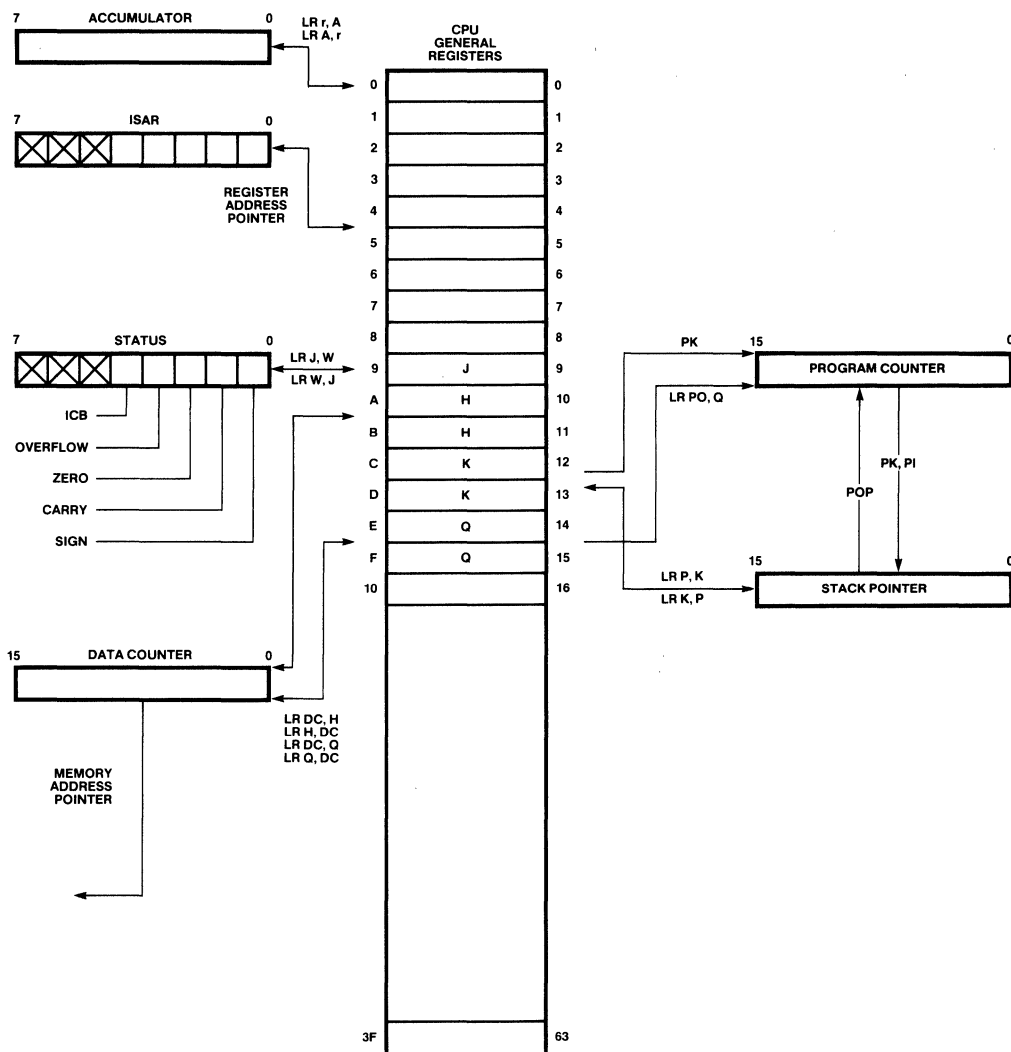 7 ACCUMULATOR 0
LR r, A
LR A, r
CPU
GENERAL
REGISTERS
7 ISAR 0
REGISTER
ADDRESS
POINTER
7 STATUS 0
LR J, W
LR W, J
ICB
OVERFLOW
ZERO
CARRY
SIGN
15 DATA COUNTER 0
LR DC, H
LR H, DC
LR DC, Q
LR Q, DC
MEMORY
ADDRESS
POINTER
0 0
1 1
2 2
3 3
4 4
5 5
6 6
7 7
8 8
9 J 9
A H 10
B H 11
C K 12
D K 13
E Q 14
F Q 15
10 16
3F 63
PK
15 0
PROGRAM COUNTER
LR PO, Q
PK, PI
POP
15 0
STACK POINTER
LR P, K
LR K, P